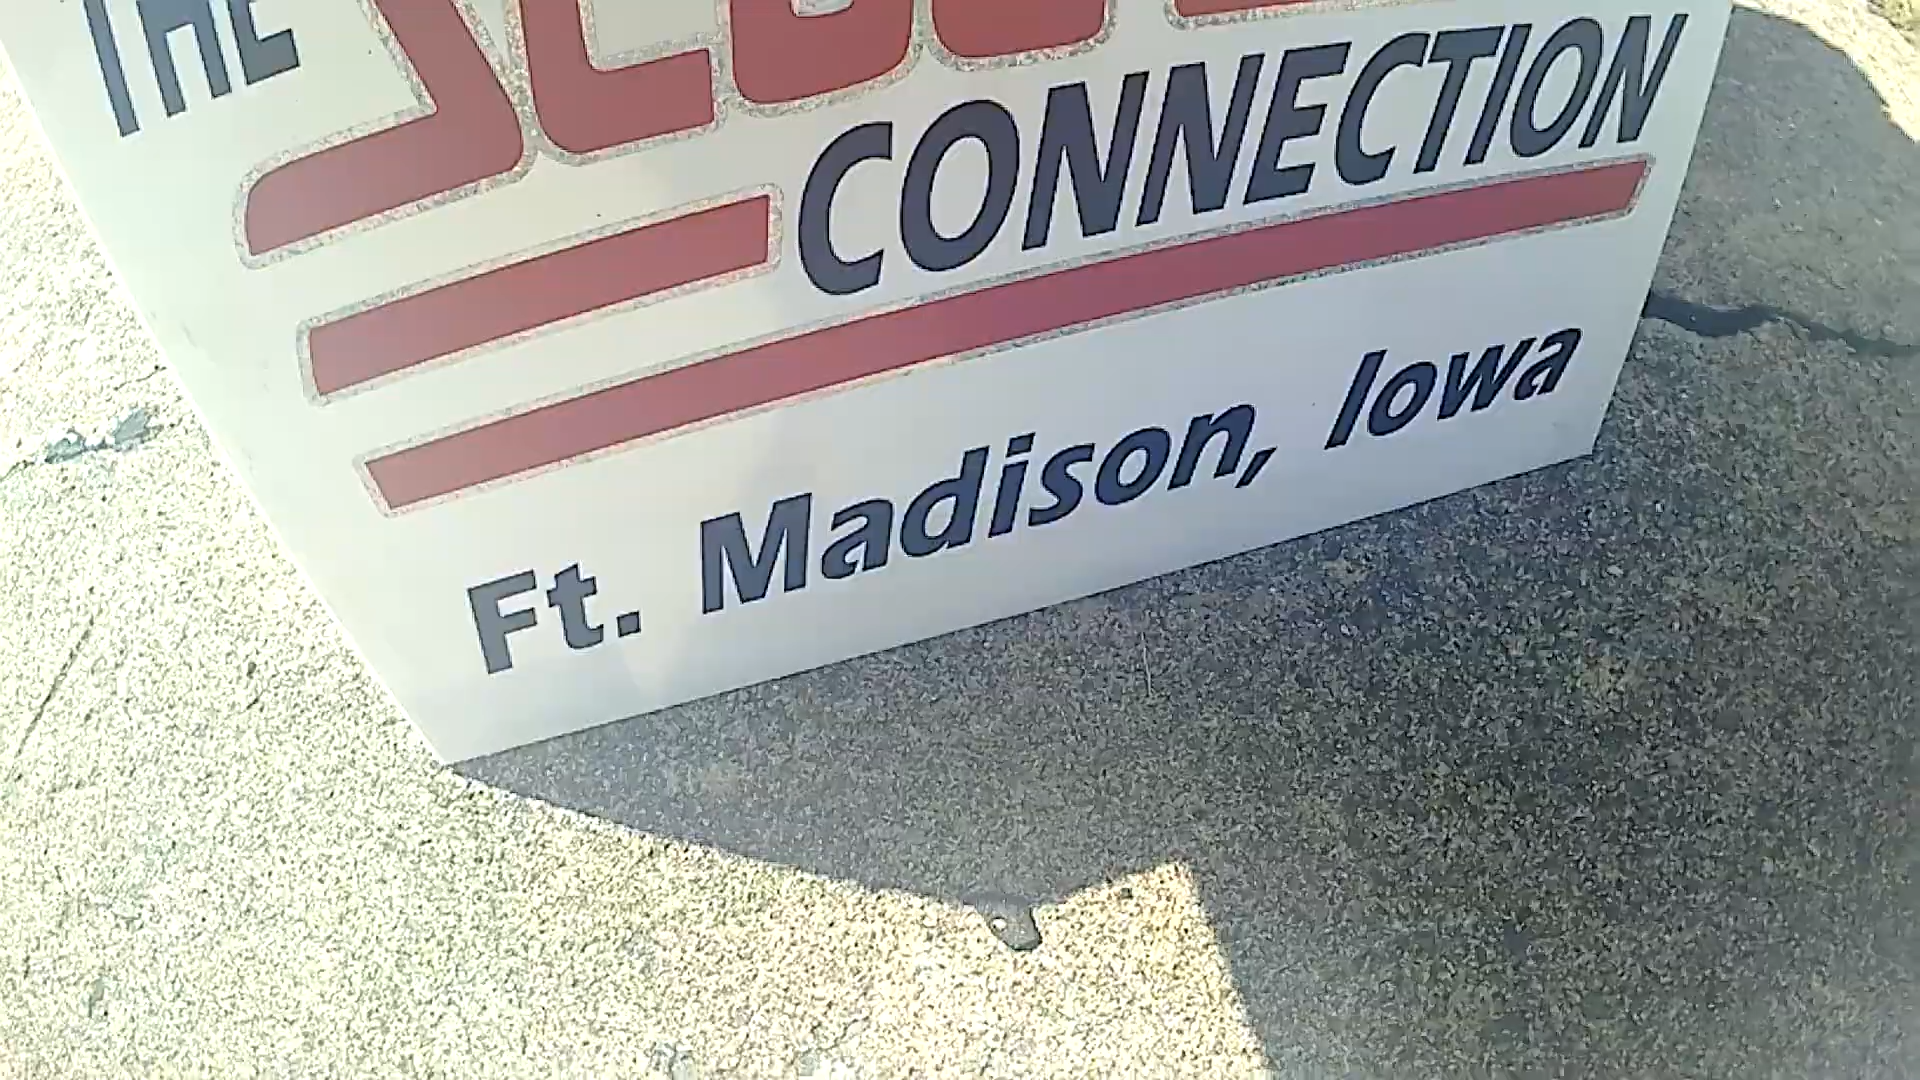 THE
CONNECTION
Ft. Madison, Iowa